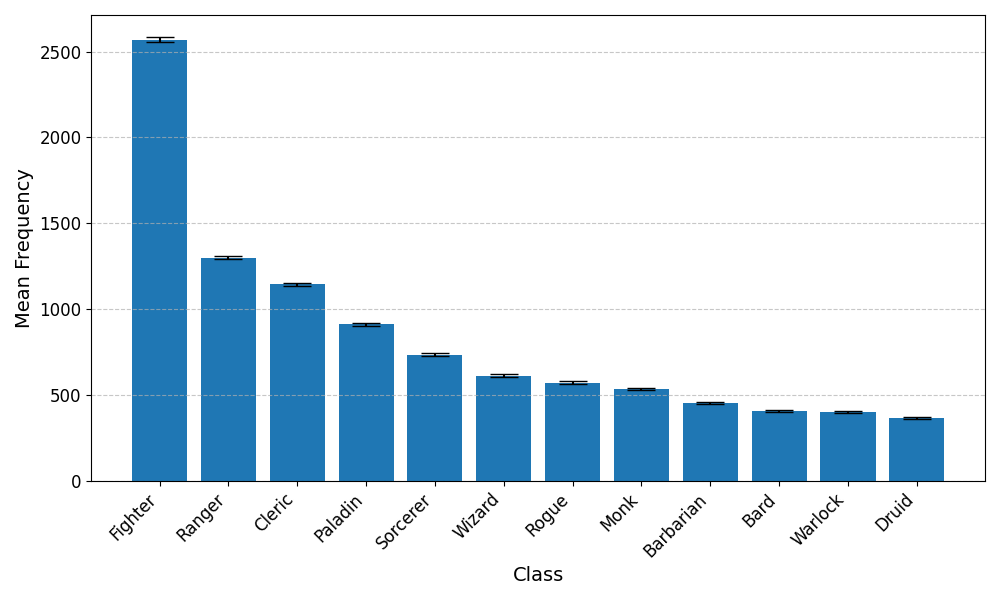 2500
2000
1500
1000
500
0
Mean Frequency
Fighter
Ranger
Cleric
Paladin
Sorcerer
Wizard
Rogue
Monk
Barbarian
Bard
Warlock
Druid
Class